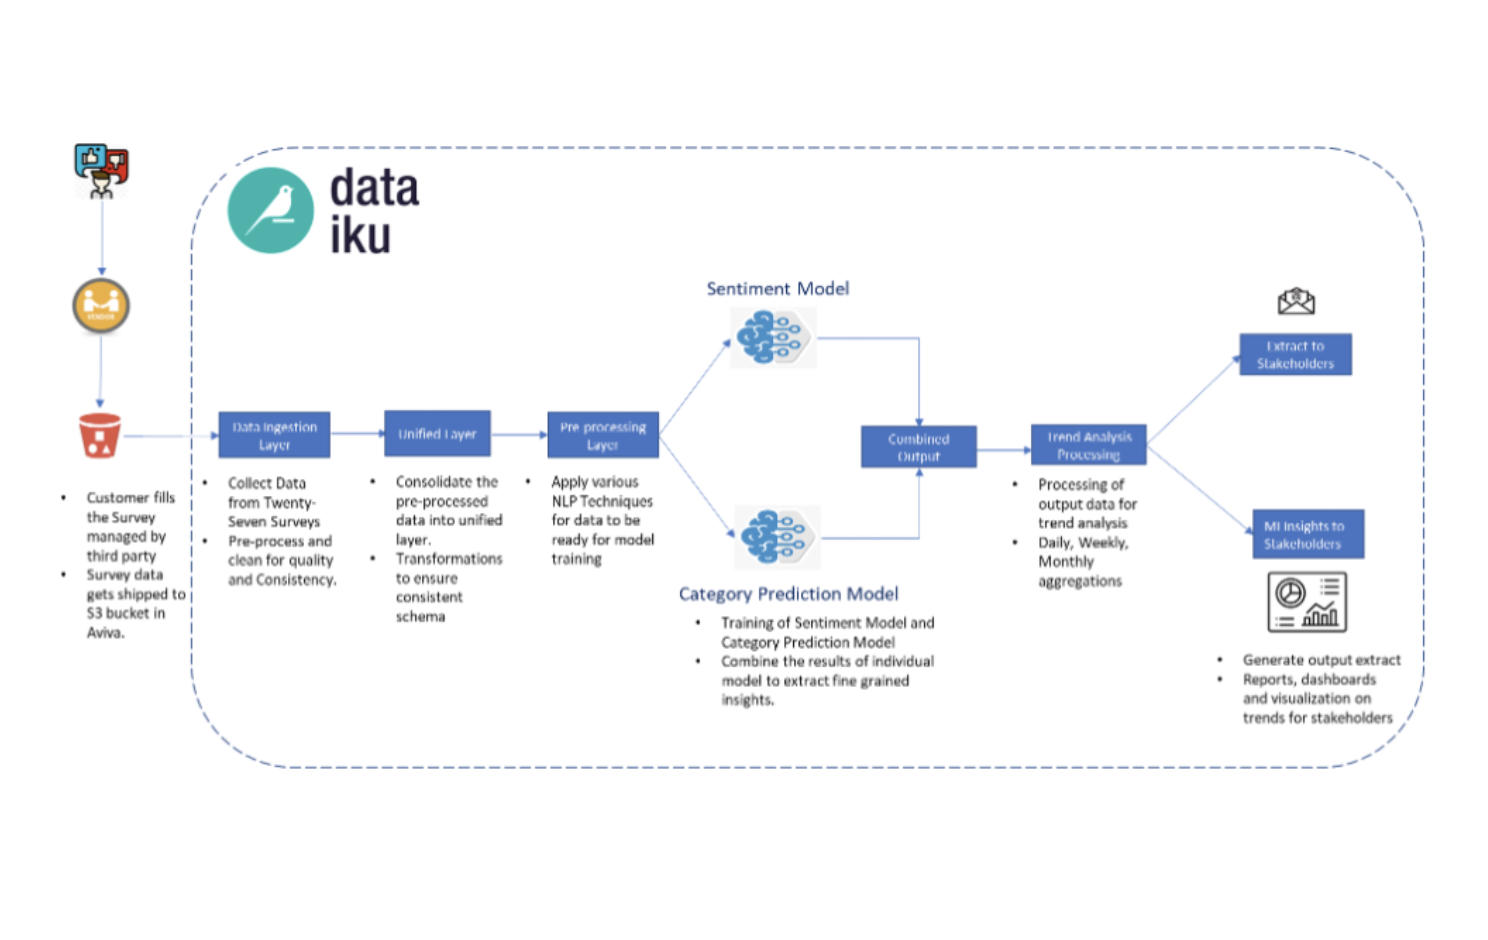 data
iku
VENDOR
Sentiment Model
Extract to
Stakeholders
Data Ingestion
Layer
Unified Layer
Pre processing
Layer
Combined
Output
Trend Analysis
Processing
MI Insights to
Stakeholders
• Customer fills
the Survey
managed by
third party
• Survey data
gets shipped to
S3 bucket in
Aviva.
• Collect Data
from Twenty-
Seven Surveys
• Pre-process and
clean for quality
and Consistency.
• Consolidate the
pre-processed
data into unified
layer.
• Transformations
to ensure
consistent
schema
• Apply various
NLP Techniques
for data to be
ready for model
training
Category Prediction Model
• Training of Sentiment Model and
Category Prediction Model
• Combine the results of individual
model to extract fine grained
insights.
• Processing of
output data for
trend analysis
• Daily, Weekly,
Monthly
aggregations
• Generate output extract
• Reports, dashboards
and visualization on
trends for stakeholders